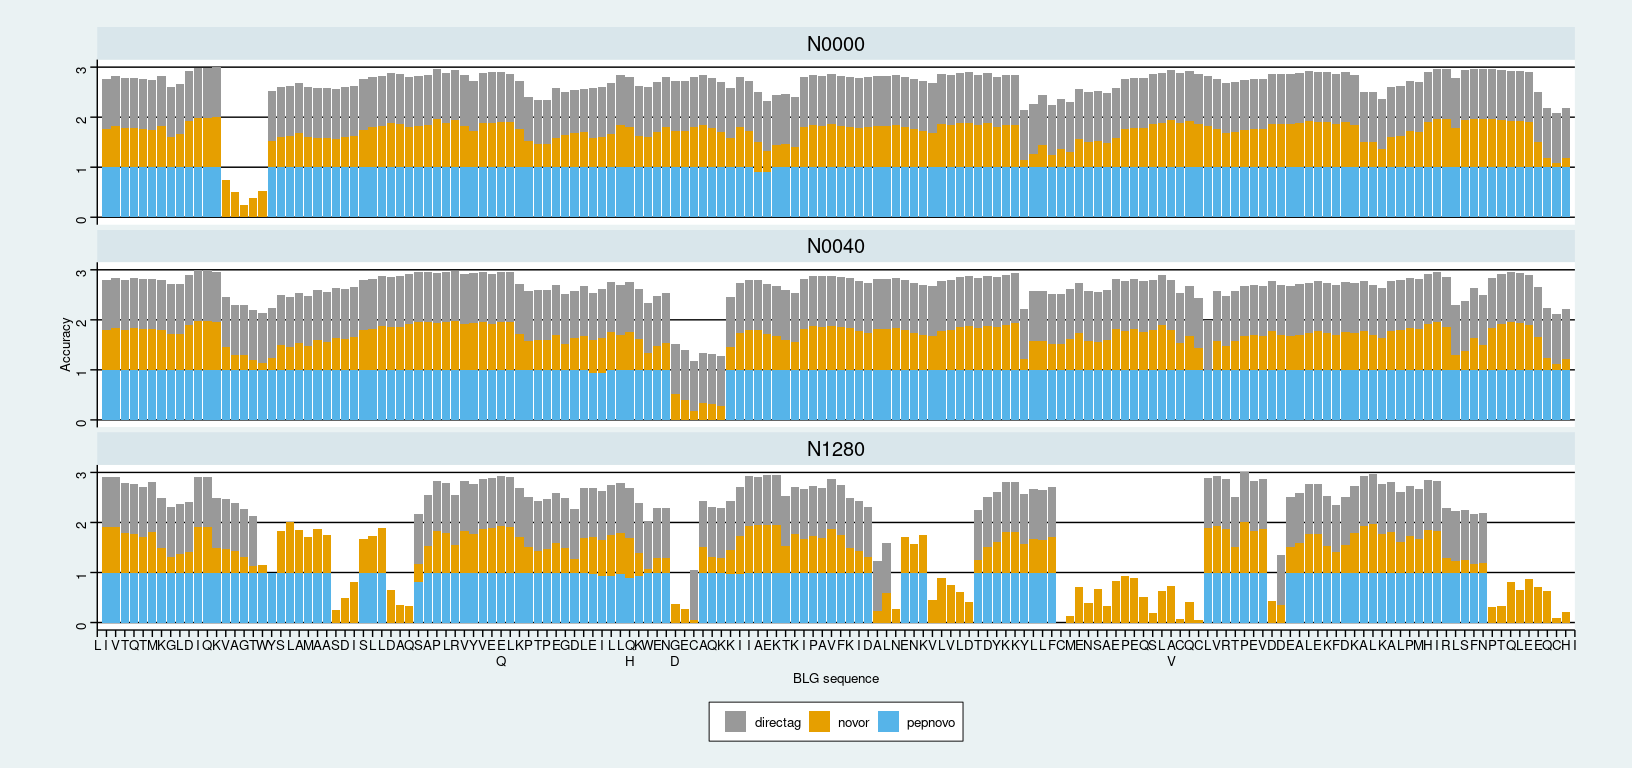 N0000
3
2
1
0
N0040
3
2
1
0
Accuracy
N1280
3
2
1
0
LIVTQTMKGLDIQKVAGTWYSLAMAASDISLLDAQSAPLRVYVEELKPTPEGDLEILLQKWENGECAQKKIIAEKTKIPAVFKIDALNENKVLVLDTDYKKYLLFCMENSAEPEQSLACQCLVRTPEVDDEALEKFDKALKALPMHIRLSFNPTQLEEQCHI
Q H D V
BLG sequence
directag novor pepnovo